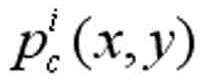 $p_c^i(x, y)$